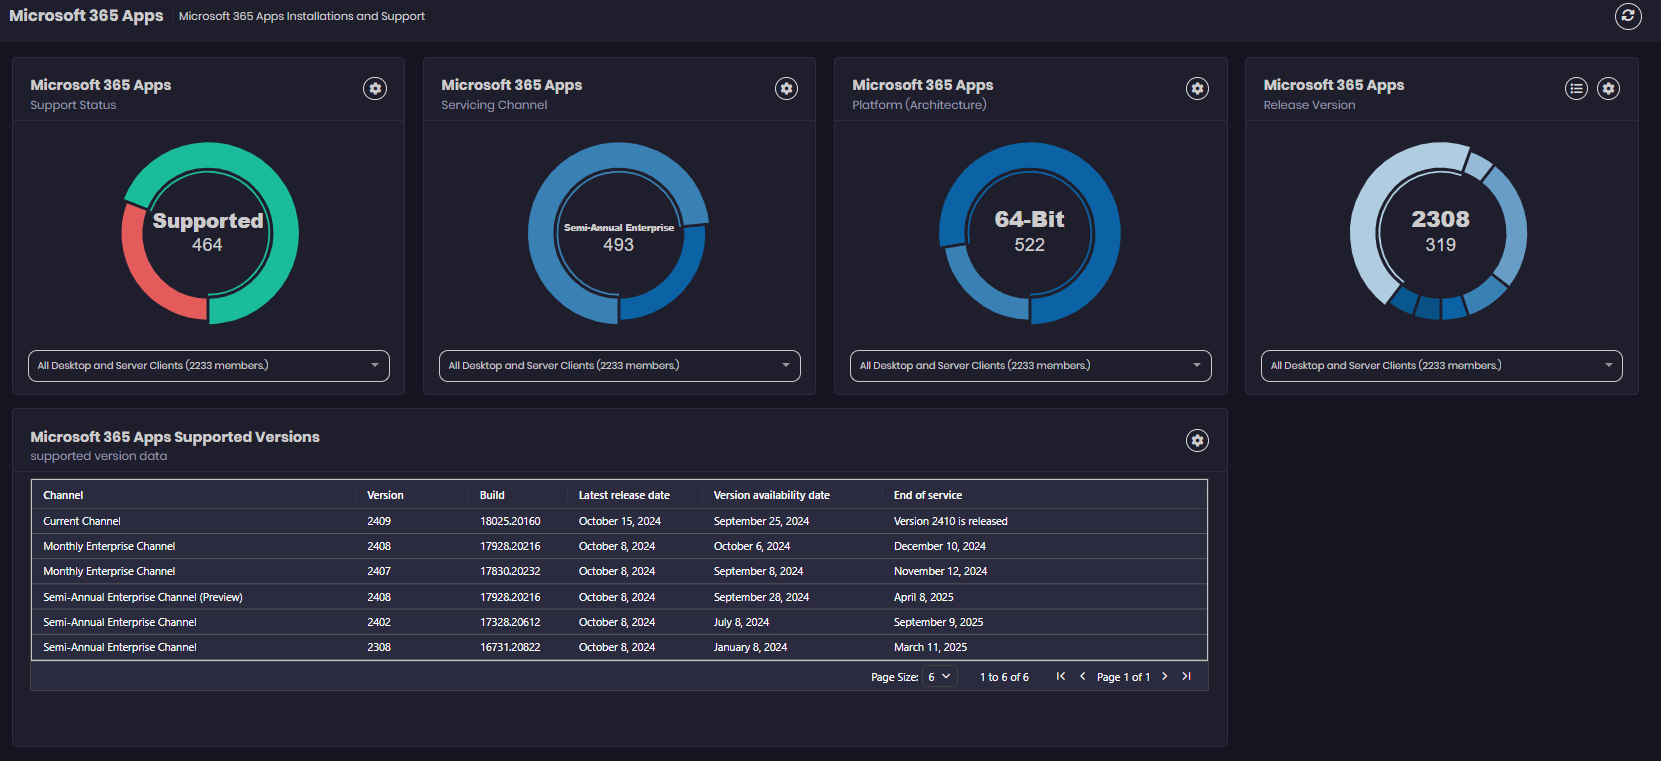 Microsoft 365 Apps Microsoft 365 Apps Installations and Support
Microsoft 365 Apps
Support Status
Supported
464
All Desktop and Server Clients (2233 members.)
Microsoft 365 Apps
Servicing Channel
Semi-Annual Enterprise
493
All Desktop and Server Clients (2233 members.)
Microsoft 365 Apps
Platform (Architecture)
64-Bit
522
All Desktop and Server Clients (2233 members.)
Microsoft 365 Apps
Release Version
2308
319
All Desktop and Server Clients (2233 members.)
Microsoft 365 Apps Supported Versions
supported version data
Channel Version Build Latest release date Version availability date End of service
Current Channel 2409 18025.20160 October 15, 2024 September 25, 2024 Version 2410 is released
Monthly Enterprise Channel 2408 17928.20216 October 8, 2024 October 6, 2024 December 10, 2024
Monthly Enterprise Channel 2407 17830.20232 October 8, 2024 September 8, 2024 November 12, 2024
Semi-Annual Enterprise Channel (Preview) 2408 17928.20216 October 8, 2024 September 28, 2024 April 8, 2025
Semi-Annual Enterprise Channel 2402 17328.20612 October 8, 2024 July 8, 2024 September 9, 2025
Semi-Annual Enterprise Channel 2308 16731.20822 October 8, 2024 January 8, 2024 March 11, 2025
Page Size: 6 1 to 6 of 6 Page 1 of 1